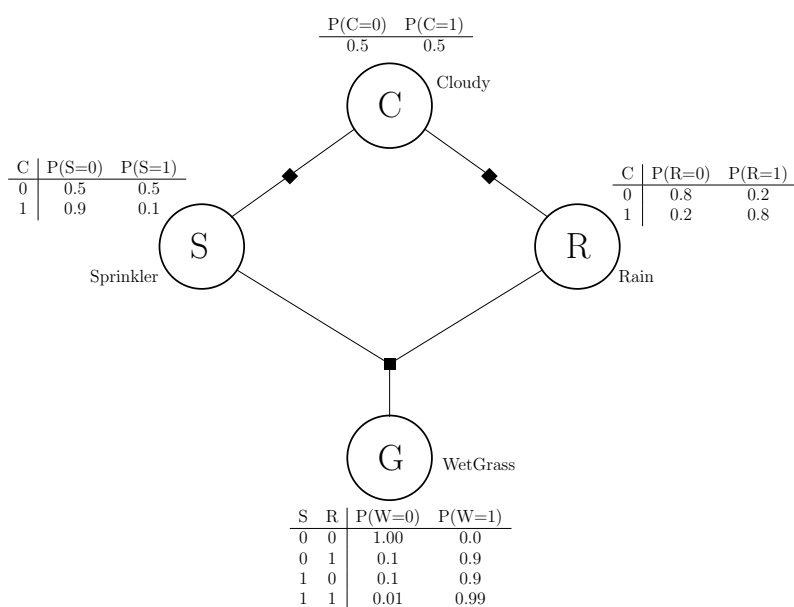 P(C=0) P(C=1)
0.5 0.5
C
Cloudy
C P(S=0) P(S=1)
0 0.5 0.5
1 0.9 0.1
C P(R=0) P(R=1)
0 0.8 0.2
1 0.2 0.8
S
Sprinkler
R
Rain
G
WetGrass
S R P(W=0) P(W=1)
0 0 1.00 0.0
0 1 0.1 0.9
1 0 0.1 0.9
1 1 0.01 0.99